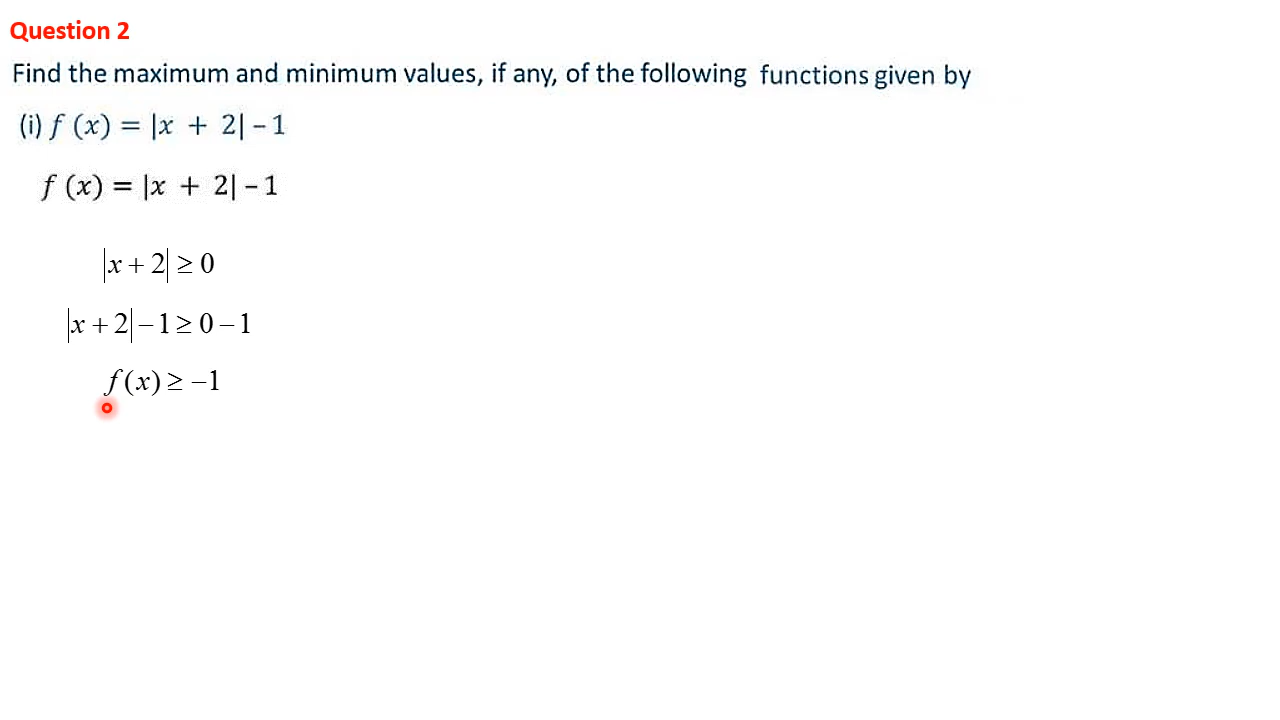 Question 2
Find the maximum and minimum values, if any, of the following functions given by
(i) f (x) = |x + 2| – 1
f (x) = |x + 2| – 1
|x + 2| ≥ 0
|x + 2| – 1 ≥ 0 – 1
f (x) ≥ –1